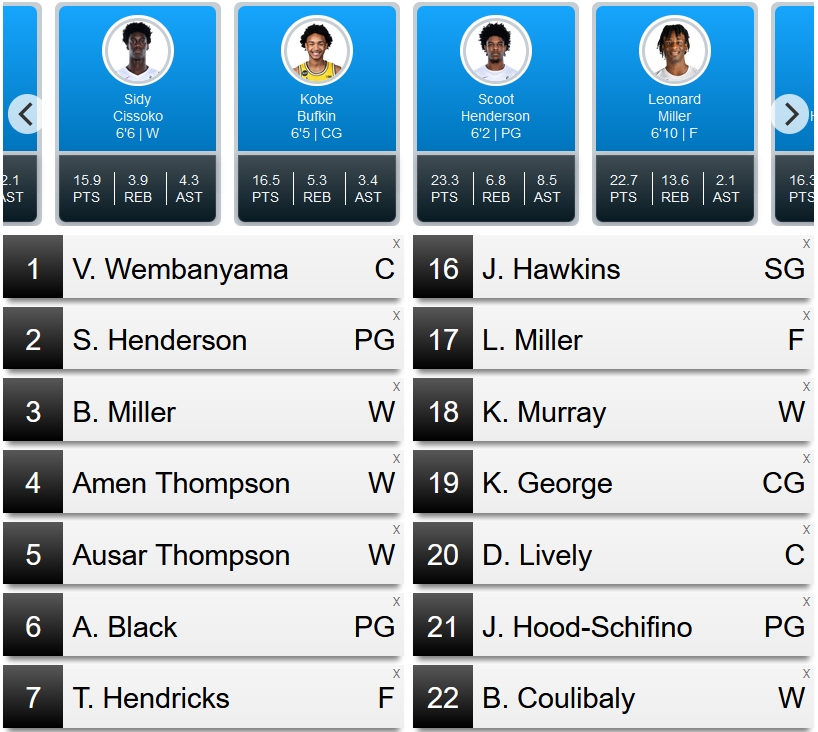 Sidy
Cissoko
6'6 | W
Kobe
Bufkin
6'5 | CG
Scoot
Henderson
6'2 | PG
Leonard
Miller
6'10 | F
2.1
AST
15.9 3.9 4.3
PTS REB AST
16.5 5.3 3.4
PTS REB AST
23.3 6.8 8.5
PTS REB AST
22.7 13.6 2.1
PTS REB AST
16.3
PTS
1 V. Wembanyama C X
2 S. Henderson PG X
3 B. Miller W X
4 Amen Thompson W X
5 Ausar Thompson W X
6 A. Black PG X
7 T. Hendricks F X
16 J. Hawkins SG X
17 L. Miller F X
18 K. Murray W X
19 K. George CG X
20 D. Lively C X
21 J. Hood-Schifino PG X
22 B. Coulibaly W X